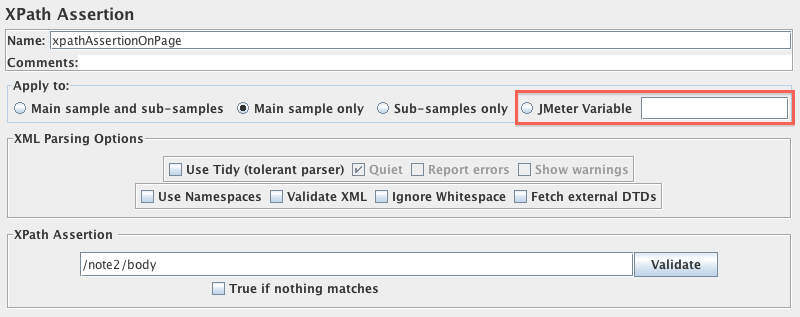 XPath Assertion
Name: xpathAssertionOnPage
Comments:
Apply to:
Main sample and sub-samples Main sample only Sub-samples only JMeter Variable
XML Parsing Options
Use Tidy (tolerant parser) Quiet Report errors Show warnings
Use Namespaces Validate XML Ignore Whitespace Fetch external DTDs
XPath Assertion
/note2/body Validate
True if nothing matches